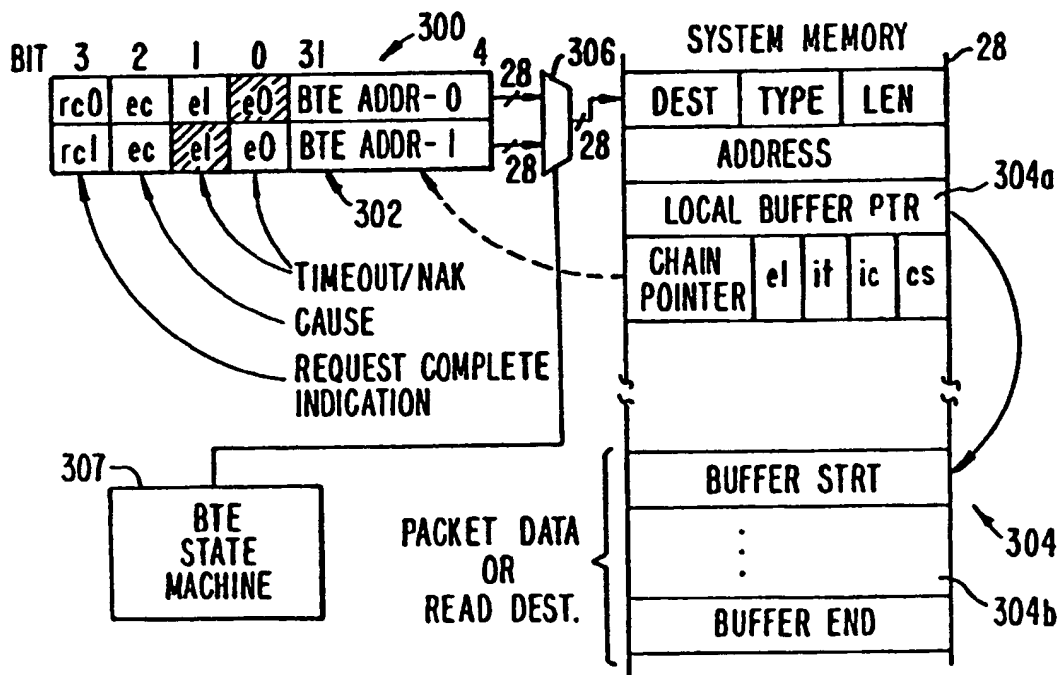 BIT 3 2 1 0 31 4 300
rc0 ec e1 e0 BTE ADDR-0
rc1 ec e1 e0 BTE ADDR-1
28
28
306
28
302
TIMEOUT/NAK
CAUSE
REQUEST COMPLETE
INDICATION
307
BTE
STATE
MACHINE
SYSTEM MEMORY
28
DEST TYPE LEN
ADDRESS
LOCAL BUFFER PTR
304a
CHAIN
POINTER
el it ic cs
BUFFER STRT
304
304b
BUFFER END
PACKET DATA
OR
READ DEST.